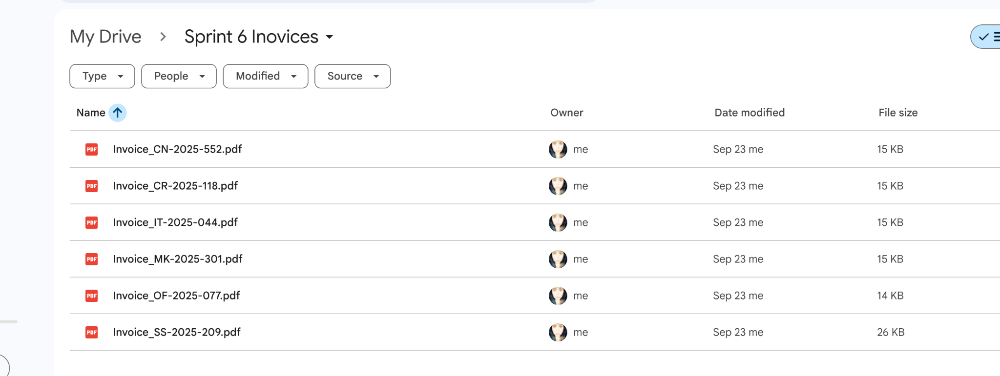 My Drive > Sprint 6 Inovices
Type People Modified Source
Name Owner Date modified File size
PDF Invoice_CN-2025-552.pdf me Sep 23 me 15 KB
PDF Invoice_CR-2025-118.pdf me Sep 23 me 15 KB
PDF Invoice_IT-2025-044.pdf me Sep 23 me 15 KB
PDF Invoice_MK-2025-301.pdf me Sep 23 me 15 KB
PDF Invoice_OF-2025-077.pdf me Sep 23 me 14 KB
PDF Invoice_SS-2025-209.pdf me Sep 23 me 26 KB